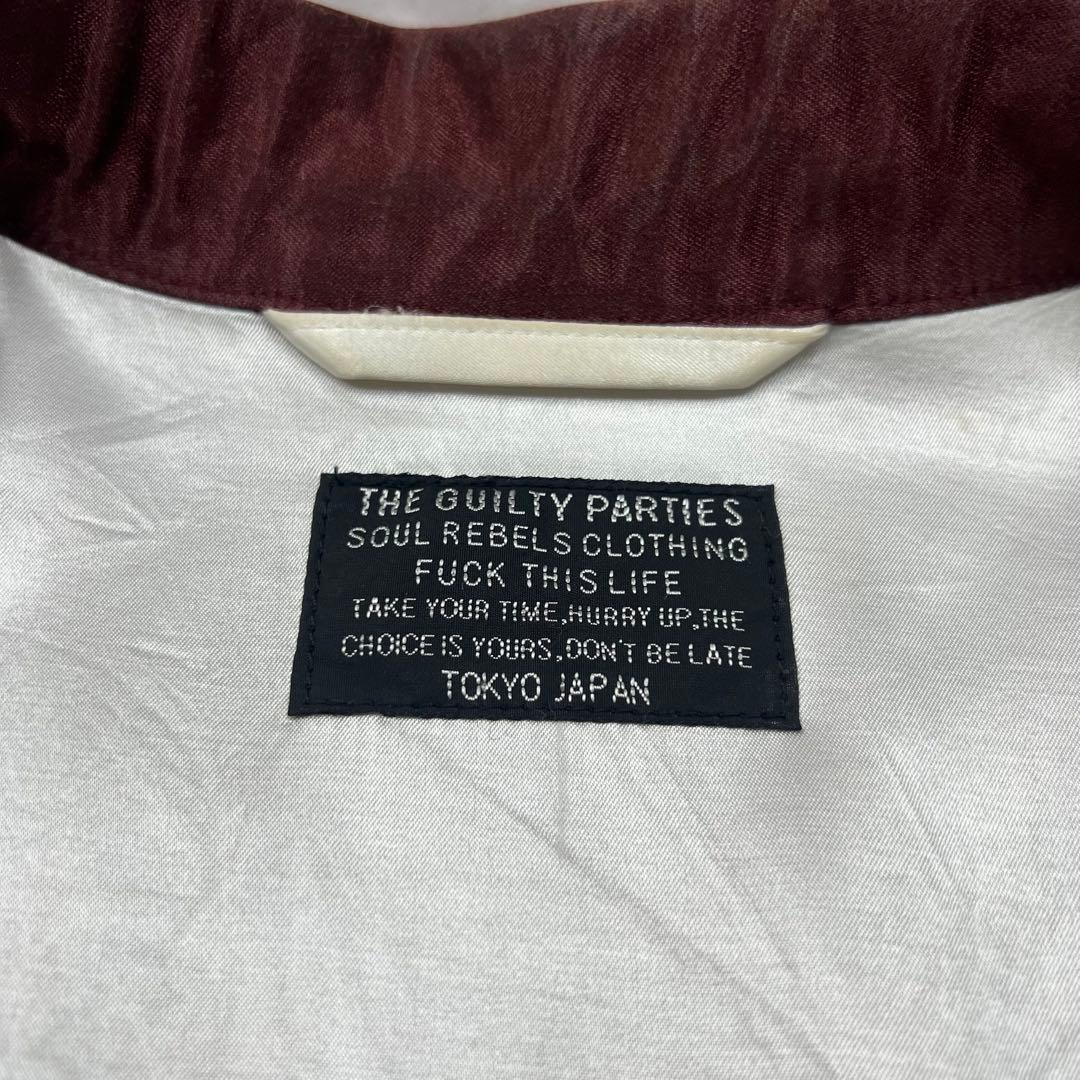 THE GUILTY PARTIES
SOUL REBELS CLOTHING
FUCK THIS LIFE
TAKE YOUR TIME,HURRY UP,THE
CHOICE IS YOURS,DON'T BE LATE
TOKYO JAPAN